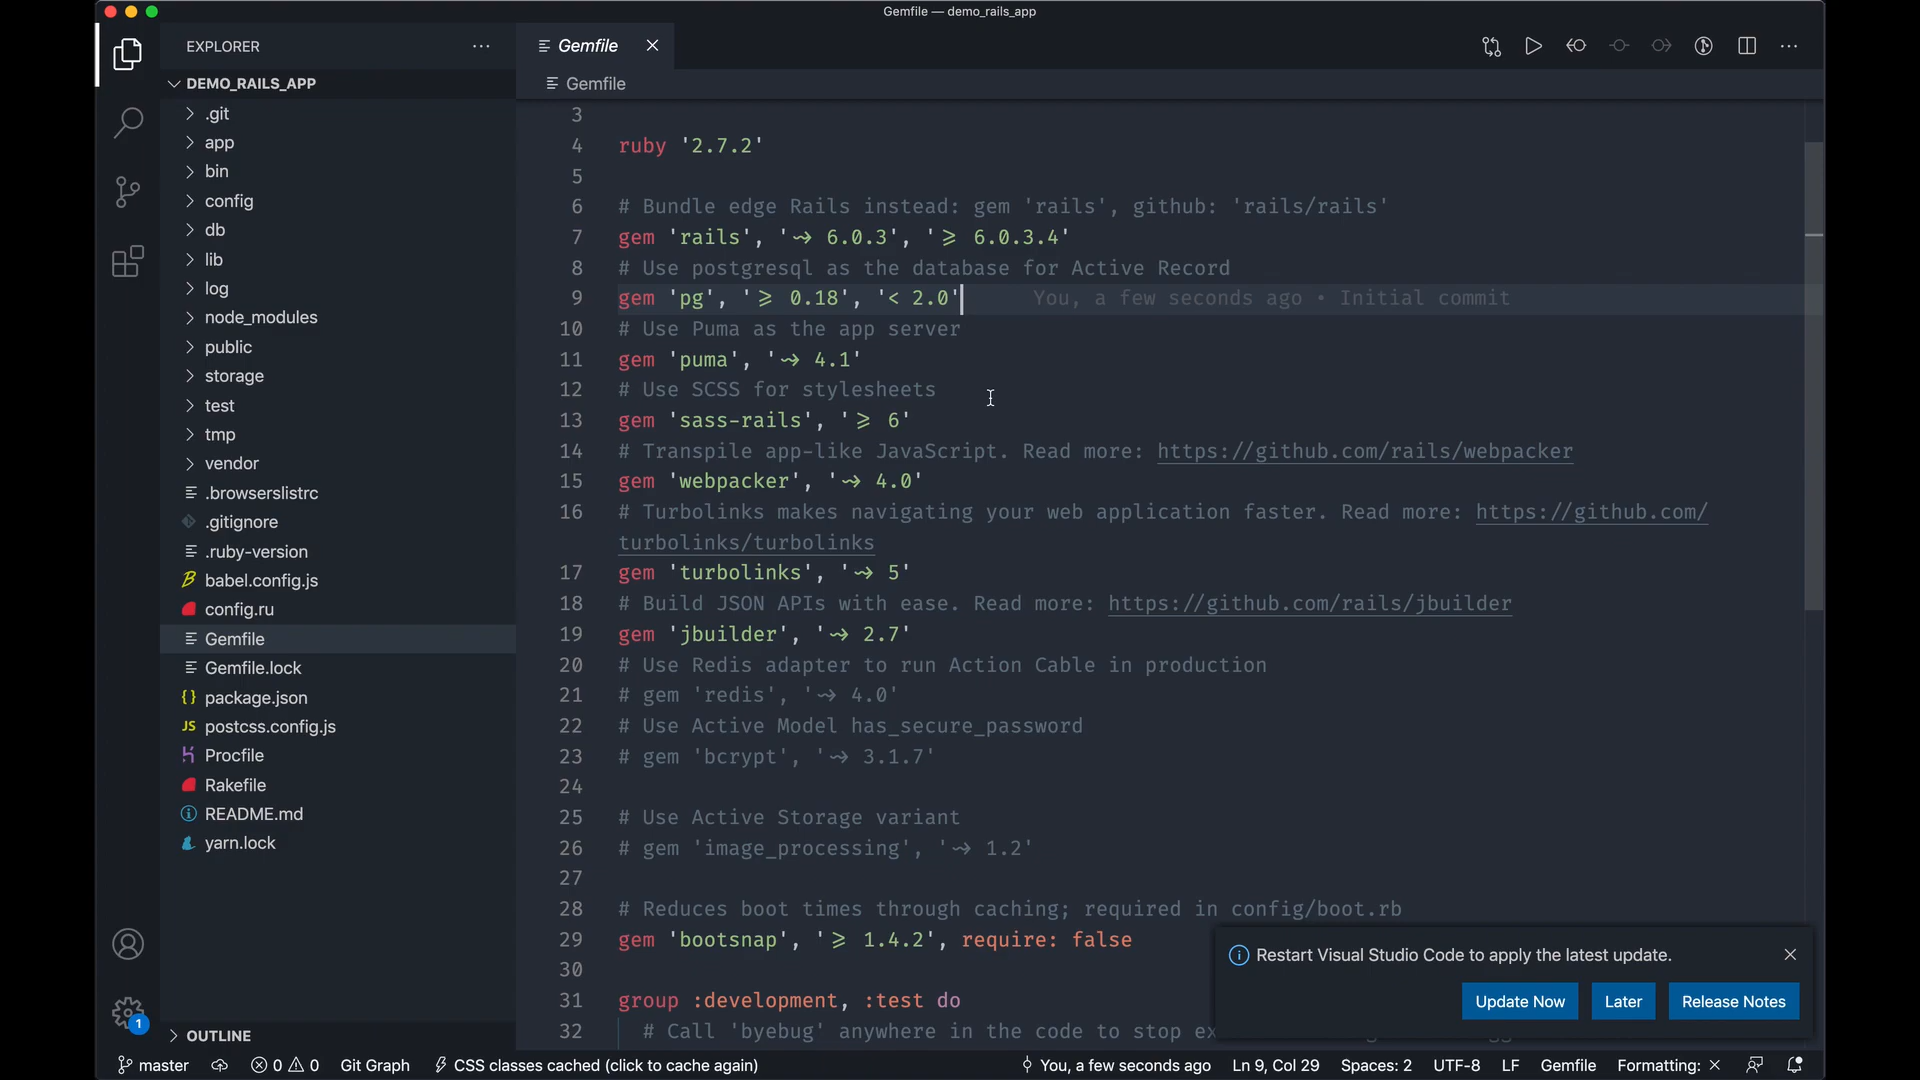 Gemfile — demo_rails_app
EXPLORER
DEMO_RAILS_APP
.git
app
bin
config
db
lib
log
node_modules
public
storage
test
tmp
vendor
.browserslistrc
.gitignore
.ruby-version
babel.config.js
config.ru
Gemfile
Gemfile.lock
{} package.json
JS postcss.config.js
Procfile
Rakefile
README.md
yarn.lock
OUTLINE
1
Gemfile
Gemfile
3
4 ruby '2.7.2'
5
6 # Bundle edge Rails instead: gem 'rails', github: 'rails/rails'
7 gem 'rails', '~> 6.0.3', '>= 6.0.3.4'
8 # Use postgresql as the database for Active Record
9 gem 'pg', '>= 0.18', '< 2.0' You, a few seconds ago • Initial commit
10 # Use Puma as the app server
11 gem 'puma', '~> 4.1'
12 # Use SCSS for stylesheets
13 gem 'sass-rails', '>= 6'
14 # Transpile app-like JavaScript. Read more: https://github.com/rails/webpacker
15 gem 'webpacker', '~> 4.0'
16 # Turbolinks makes navigating your web application faster. Read more: https://github.com/
turbolinks/turbolinks
17 gem 'turbolinks', '~> 5'
18 # Build JSON APIs with ease. Read more: https://github.com/rails/jbuilder
19 gem 'jbuilder', '~> 2.7'
20 # Use Redis adapter to run Action Cable in production
21 # gem 'redis', '~> 4.0'
22 # Use Active Model has_secure_password
23 # gem 'bcrypt', '~> 3.1.7'
24
25 # Use Active Storage variant
26 # gem 'image_processing', '~> 1.2'
27
28 # Reduces boot times through caching; required in config/boot.rb
29 gem 'bootsnap', '>= 1.4.2', require: false
30
31 group :development, :test do
32 # Call 'byebug' anywhere in the code to stop
Restart Visual Studio Code to apply the latest update.
Update Now Later Release Notes
master 0 0 Git Graph CSS classes cached (click to cache again) You, a few seconds ago Ln 9, Col 29 Spaces: 2 UTF-8 LF Gemfile Formatting: ×